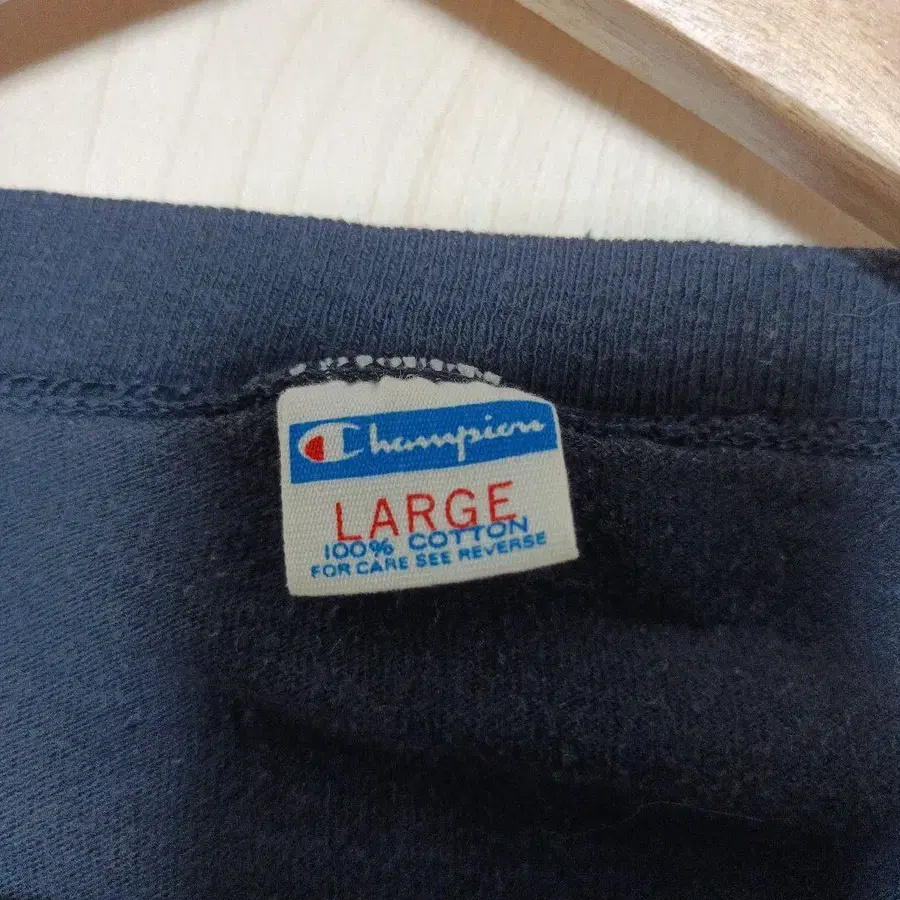 Champion
LARGE
100% COTTON
FOR CARE SEE REVERSE